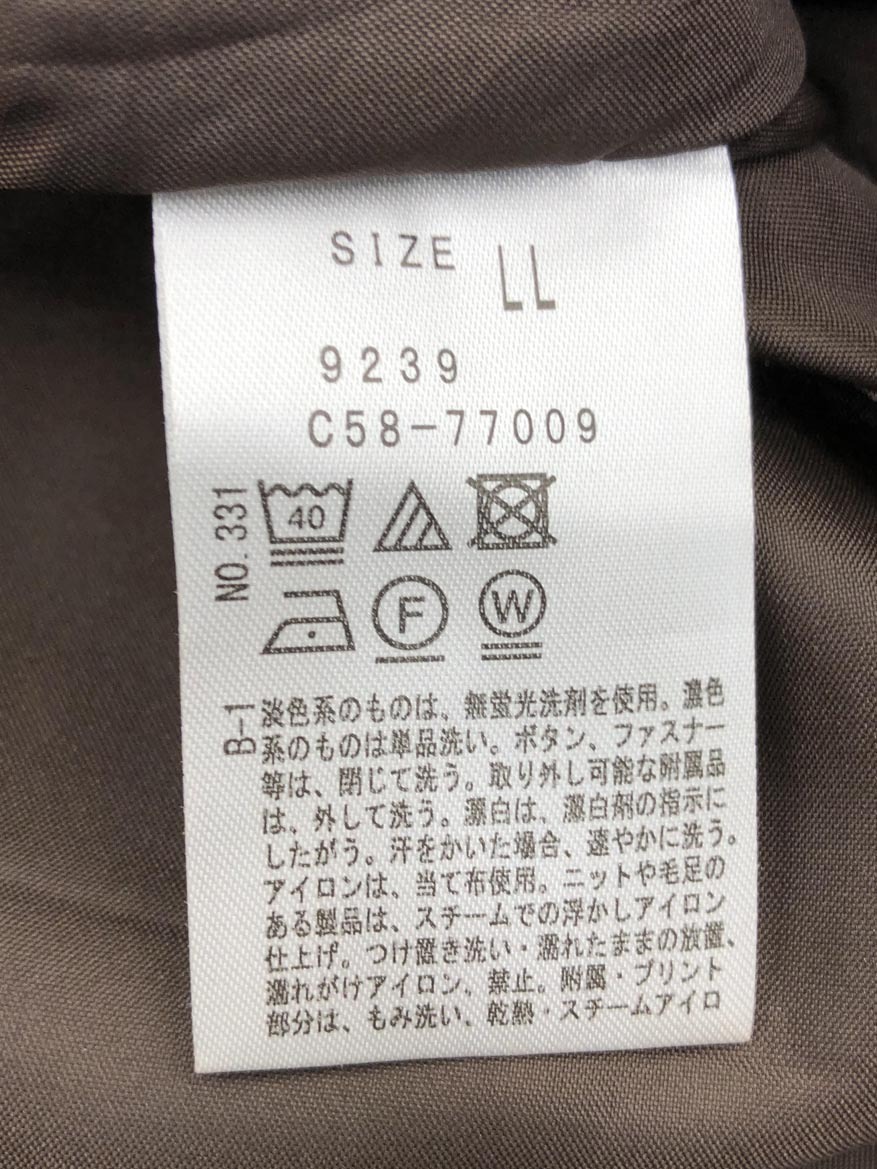 SIZE LL
9239
C58-77009
NO.331
40
F
W
B-1
淡色系のものは、無蛍光洗剤を使用。濃色
系のものは単品洗い。ボタン、ファスナー
等は、閉じて洗う。取り外し可能な附属品
は、外して洗う。漂白は、漂白剤の指示に
したがう。汗をかいた場合、速やかに洗う。
アイロンは、当て布使用。ニットや毛足の
ある製品は、スチームでの浮かしアイロン
仕上げ。つけ置き洗い・濡れたままの放置、
濡れがけアイロン、禁止。附属・プリント
部分は、もみ洗い、乾熱・スチームアイロ